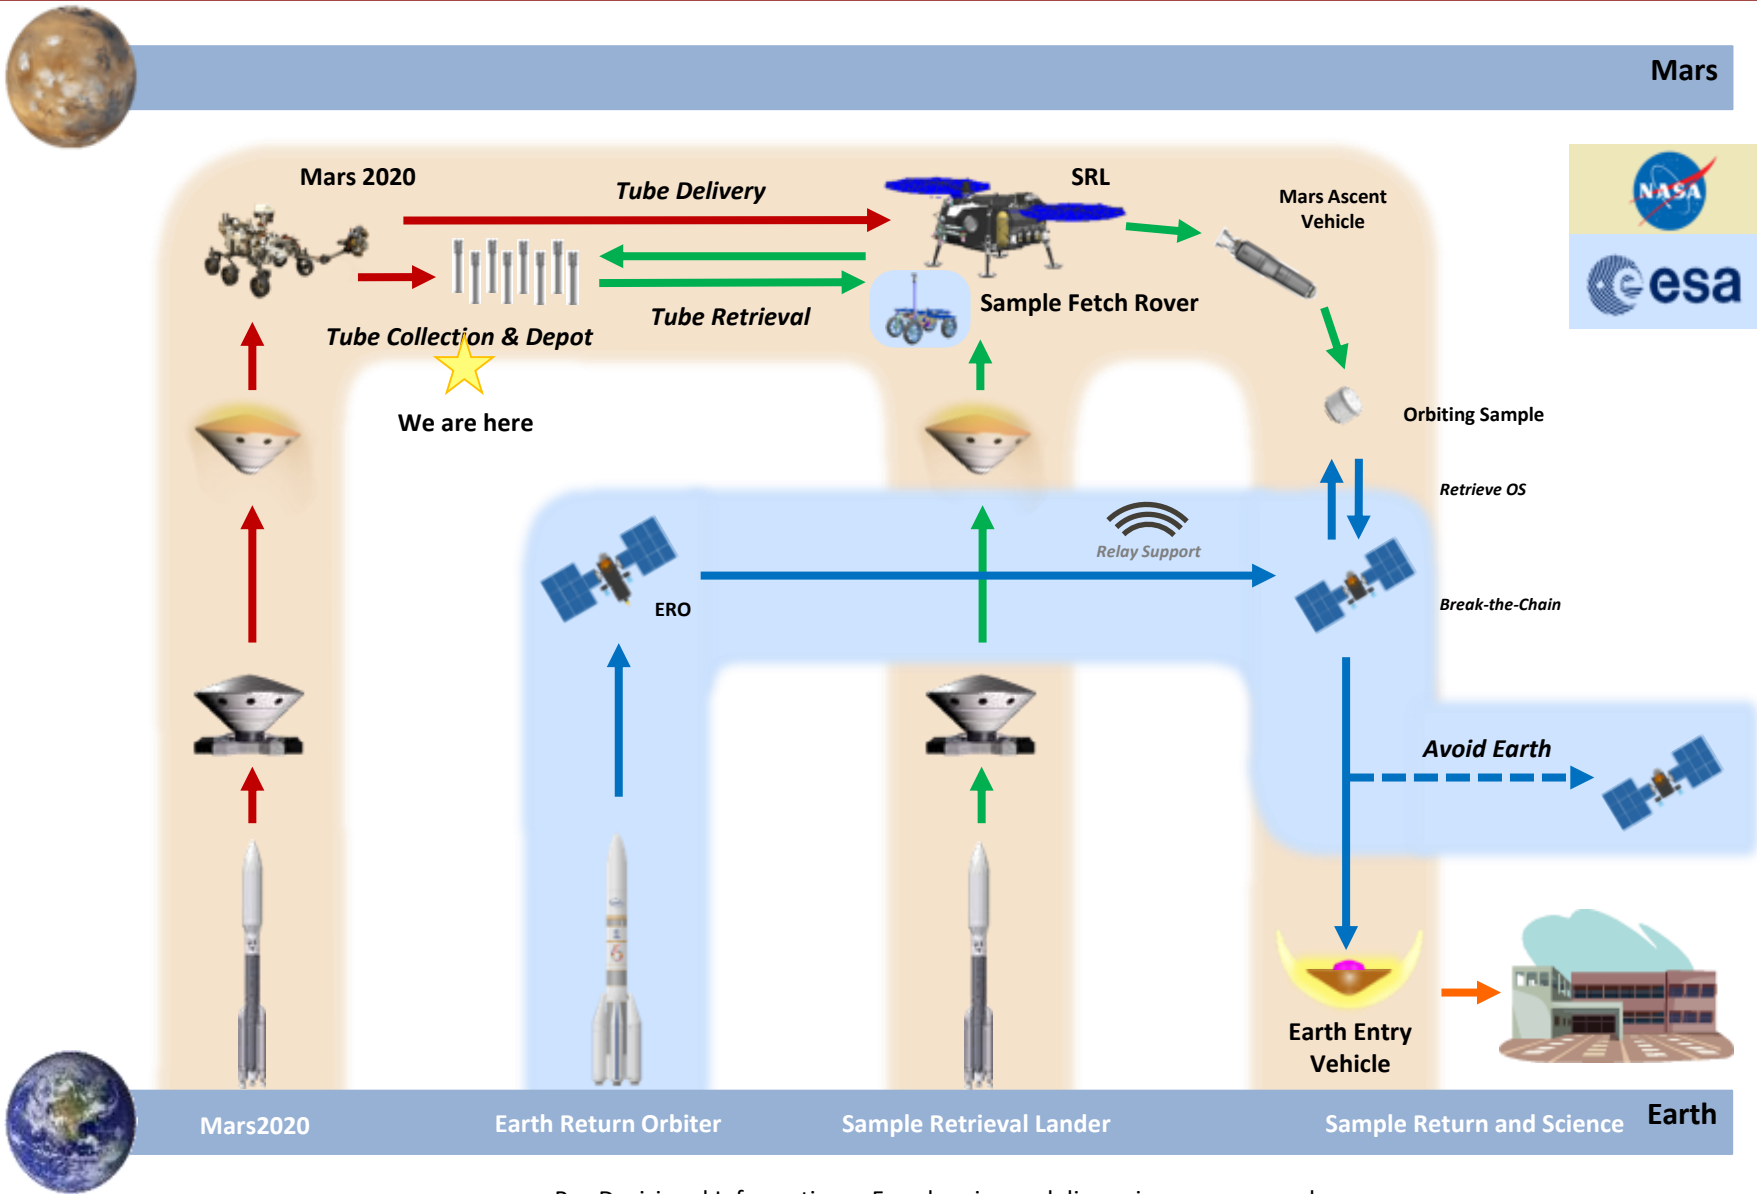 Mars
Mars 2020
Tube Delivery
SRL
Mars Ascent
Vehicle
NASA
esa
Tube Retrieval
Sample Fetch Rover
Tube Collection & Depot
We are here
Orbiting Sample
Retrieve OS
Relay Support
ERO
Break-the-Chain
Avoid Earth
6
Earth Entry
Vehicle
Mars2020
Earth Return Orbiter
Sample Retrieval Lander
Sample Return and Science
Earth